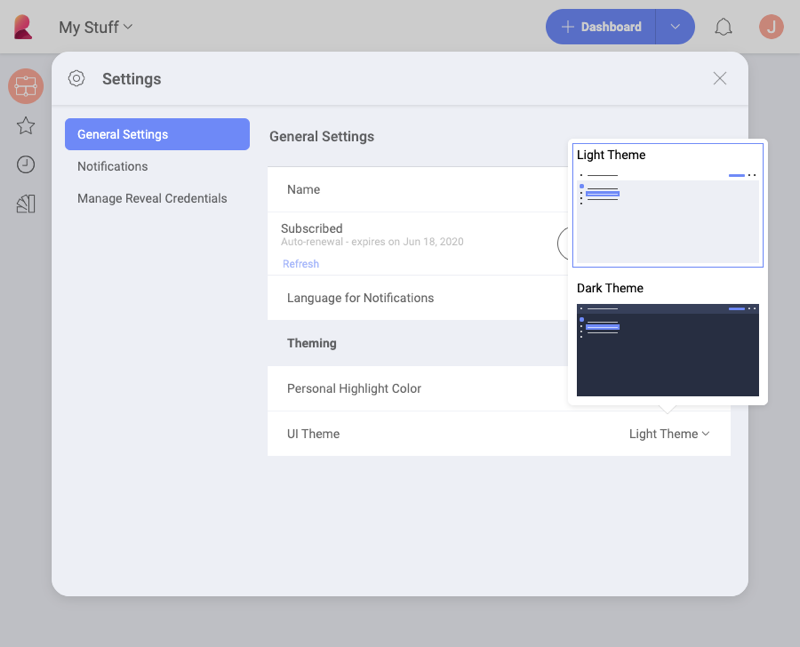 My Stuff
Dashboard
J
Settings
General Settings
Notifications
Manage Reveal Credentials
General Settings
Name
Subscribed
Auto-renewal - expires on Jun 18, 2020
Refresh
Language for Notifications
Theming
Personal Highlight Color
UI Theme
Light Theme
Light Theme
Dark Theme